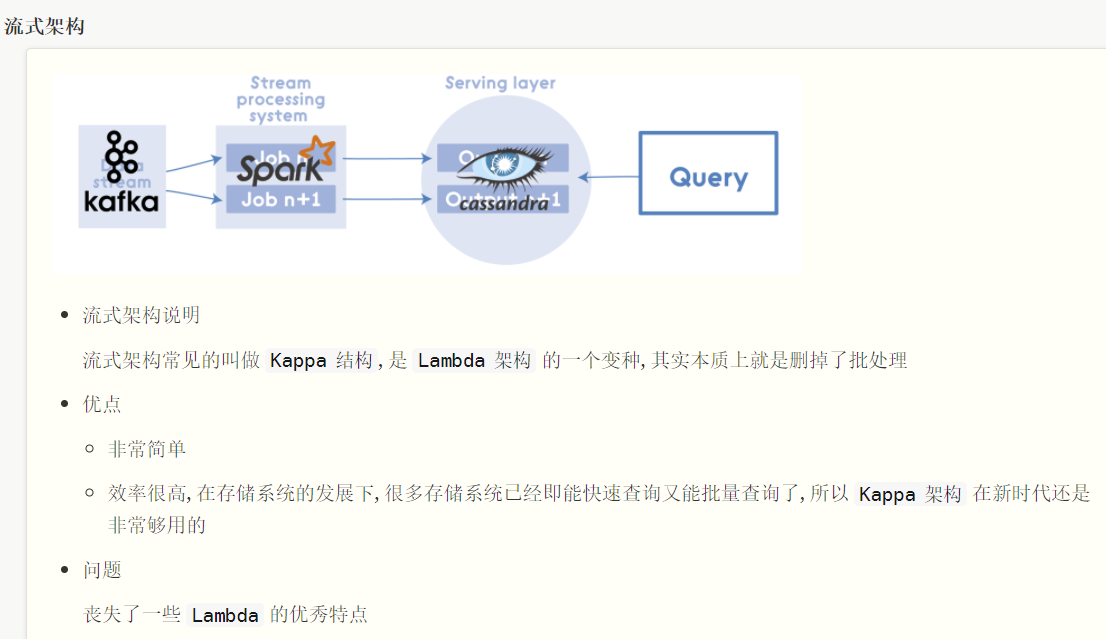 流式架构
Stream
processing
system
Serving layer
stream
kafka
Job n
Spark
Job n+1
cassandra
Query
流式架构说明
流式架构常见的叫做 Kappa 结构, 是 Lambda 架构 的一个变种, 其实本质上就是删掉了批处理
优点
非常简单
效率很高, 在存储系统的发展下, 很多存储系统已经即能快速查询又能批量查询了, 所以 Kappa 架构 在新时代还是
非常够用的
问题
丧失了一些 Lambda 的优秀特点